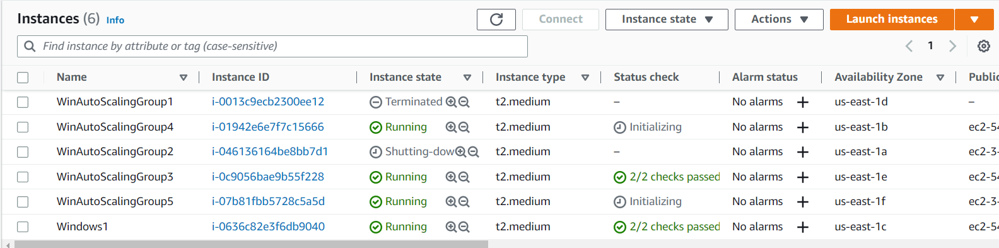 Instances (6) Info Connect Instance state Actions Launch instances
Find instance by attribute or tag (case-sensitive) 1
Name Instance ID Instance state Instance type Status check Alarm status Availability Zone Public
WinAutoScalingGroup1 i-0013c9ecb2300ee12 Terminated t2.medium – No alarms + us-east-1d –
WinAutoScalingGroup4 i-01942e6e7f7c15666 Running t2.medium Initializing No alarms + us-east-1b ec2-54
WinAutoScalingGroup2 i-046136164be8bb7d1 Shutting-dow t2.medium – No alarms + us-east-1a ec2-3-
WinAutoScalingGroup3 i-0c9056bae9b55f228 Running t2.medium 2/2 checks passed No alarms + us-east-1e ec2-54
WinAutoScalingGroup5 i-07b81fbb5728c5a5d Running t2.medium Initializing No alarms + us-east-1f ec2-3-
Windows1 i-0636c82e3f6db9040 Running t2.medium 2/2 checks passed No alarms + us-east-1c ec2-54